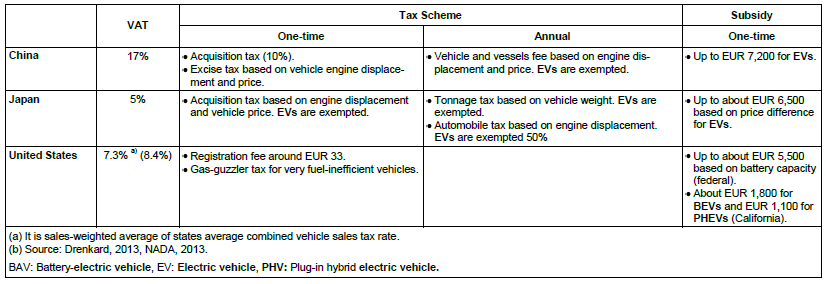 VAT Tax Scheme Subsidy
One-time Annual One-time
China 17% • Acquisition tax (10%). • Vehicle and vessels fee based on engine dis- • Up to EUR 7,200 for EVs.
• Excise tax based on vehicle engine displace- placement and price. EVs are exempted.
ment and price.
Japan 5% • Acquisition tax based on engine displacement • Tonnage tax based on vehicle weight. EVs are • Up to about EUR 6,500
and vehicle price. EVs are exempted. exempted. based on price difference
• Automobile tax based on engine displacement. for EVs.
EVs are exempted 50%
United States 7.3% a) (8.4%) • Registration fee around EUR 33. • Up to about EUR 5,500
• Gas-guzzler tax for very fuel-inefficient vehicles. based on battery capacity
(federal).
• About EUR 1,800 for
BEVs and EUR 1,100 for
PHEVs (California).
(a) It is sales-weighted average of states average combined vehicle sales tax rate.
(b) Source: Drenkard, 2013, NADA, 2013.
BAV: Battery-electric vehicle, EV: Electric vehicle, PHV: Plug-in hybrid electric vehicle.